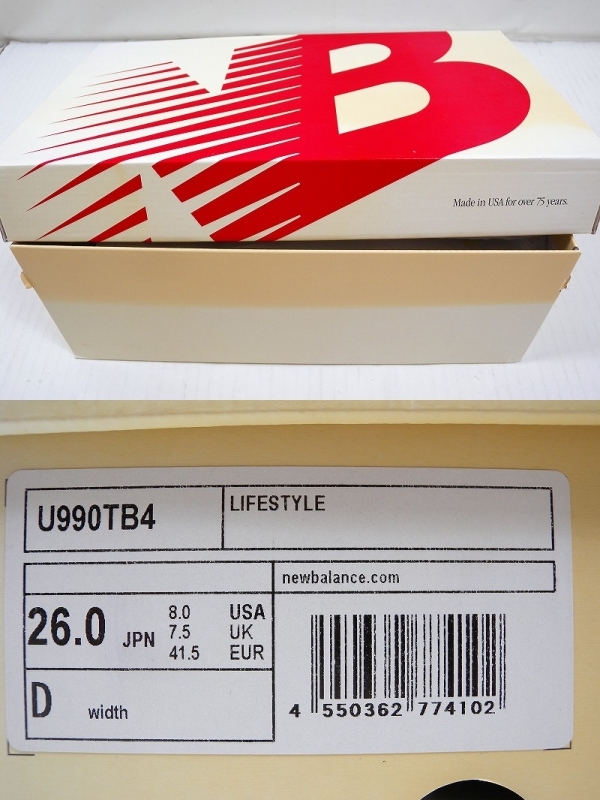 NB
Made in USA for over 75 years.
U990TB4
LIFESTYLE
newbalance.com
26.0 JPN
8.0 USA
7.5 UK
41.5 EUR
D width
4 550362 774102